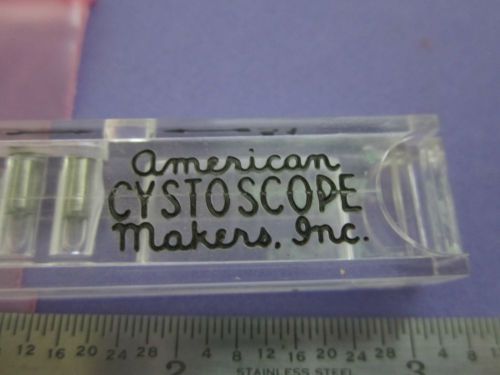 American
CYSTOSCOPE
Makers, Inc.
8 12 16 20 24 28 2 4 8 12 16 20 24 28 3 4 8
STAINLESS STEEL